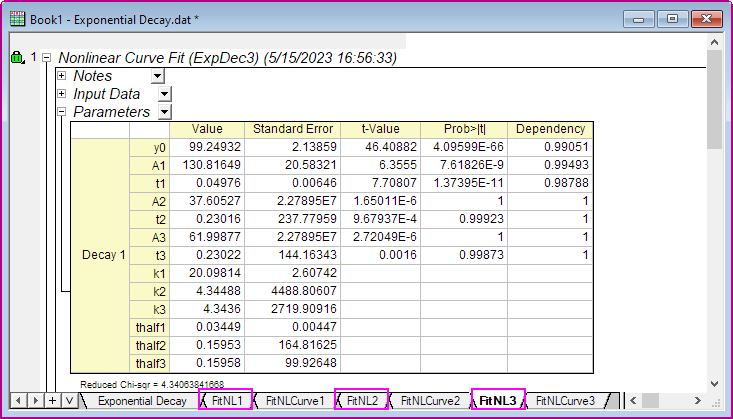 Book1 - Exponential Decay.dat *
1 Nonlinear Curve Fit (ExpDec3) (5/15/2023 16:56:33)
Notes
Input Data
Parameters
Value Standard Error t-Value Prob>|t| Dependency
y0 99.24932 2.13859 46.40882 4.09599E-66 0.99051
A1 130.81649 20.58321 6.3555 7.61826E-9 0.99493
t1 0.04976 0.00646 7.70807 1.37395E-11 0.98788
A2 37.60527 2.27895E7 1.65011E-6 1 1
t2 0.23016 237.77959 9.67937E-4 0.99923 1
A3 61.99877 2.27895E7 2.72049E-6 1 1
Decay 1 t3 0.23022 144.16343 0.0016 0.99873 1
k1 20.09814 2.60742
k2 4.34488 4488.80607
k3 4.3436 2719.90916
thalf1 0.03449 0.00447
thalf2 0.15953 164.81625
thalf3 0.15958 99.92648
Reduced Chi-sqr = 4.34063841668
Exponential Decay FitNL1 FitNLCurve1 FitNL2 FitNLCurve2 FitNL3 FitNLCurve3